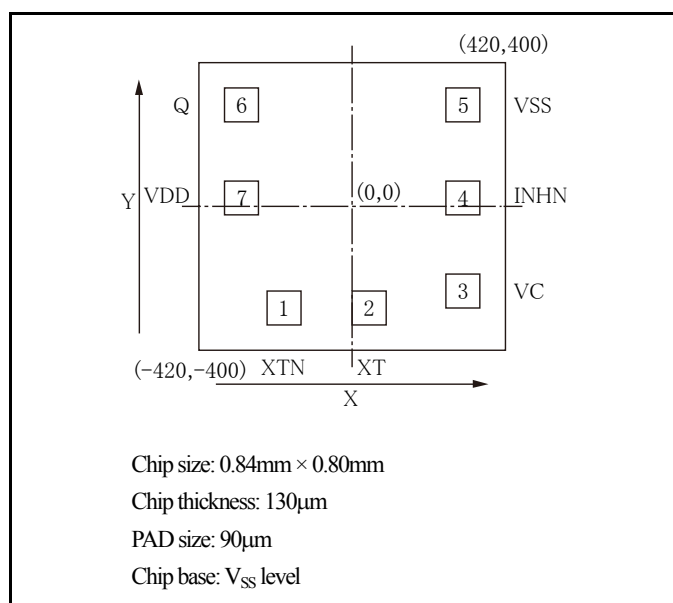 (420,400)
Q 6 5 VSS
Y VDD 7 (0,0) 4 INHN
1 2 3 VC
(-420,-400) XTN XT
X
Chip size: 0.84mm × 0.80mm
Chip thickness: 130μm
PAD size: 90μm
Chip base: VSS level